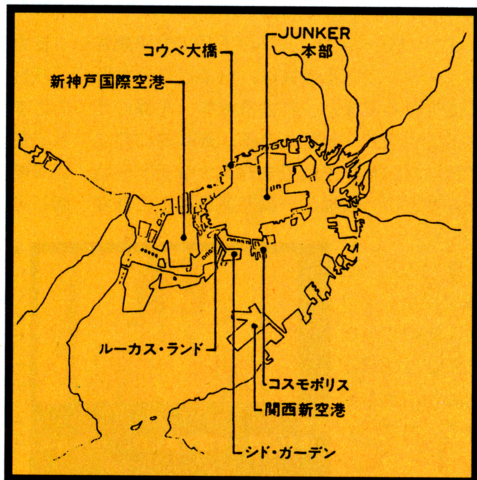 JUNKER
本部
コウベ大橋
新神戸国際空港
ルーカス・ランド
コスモポリス
関西新空港
シド・ガーデン